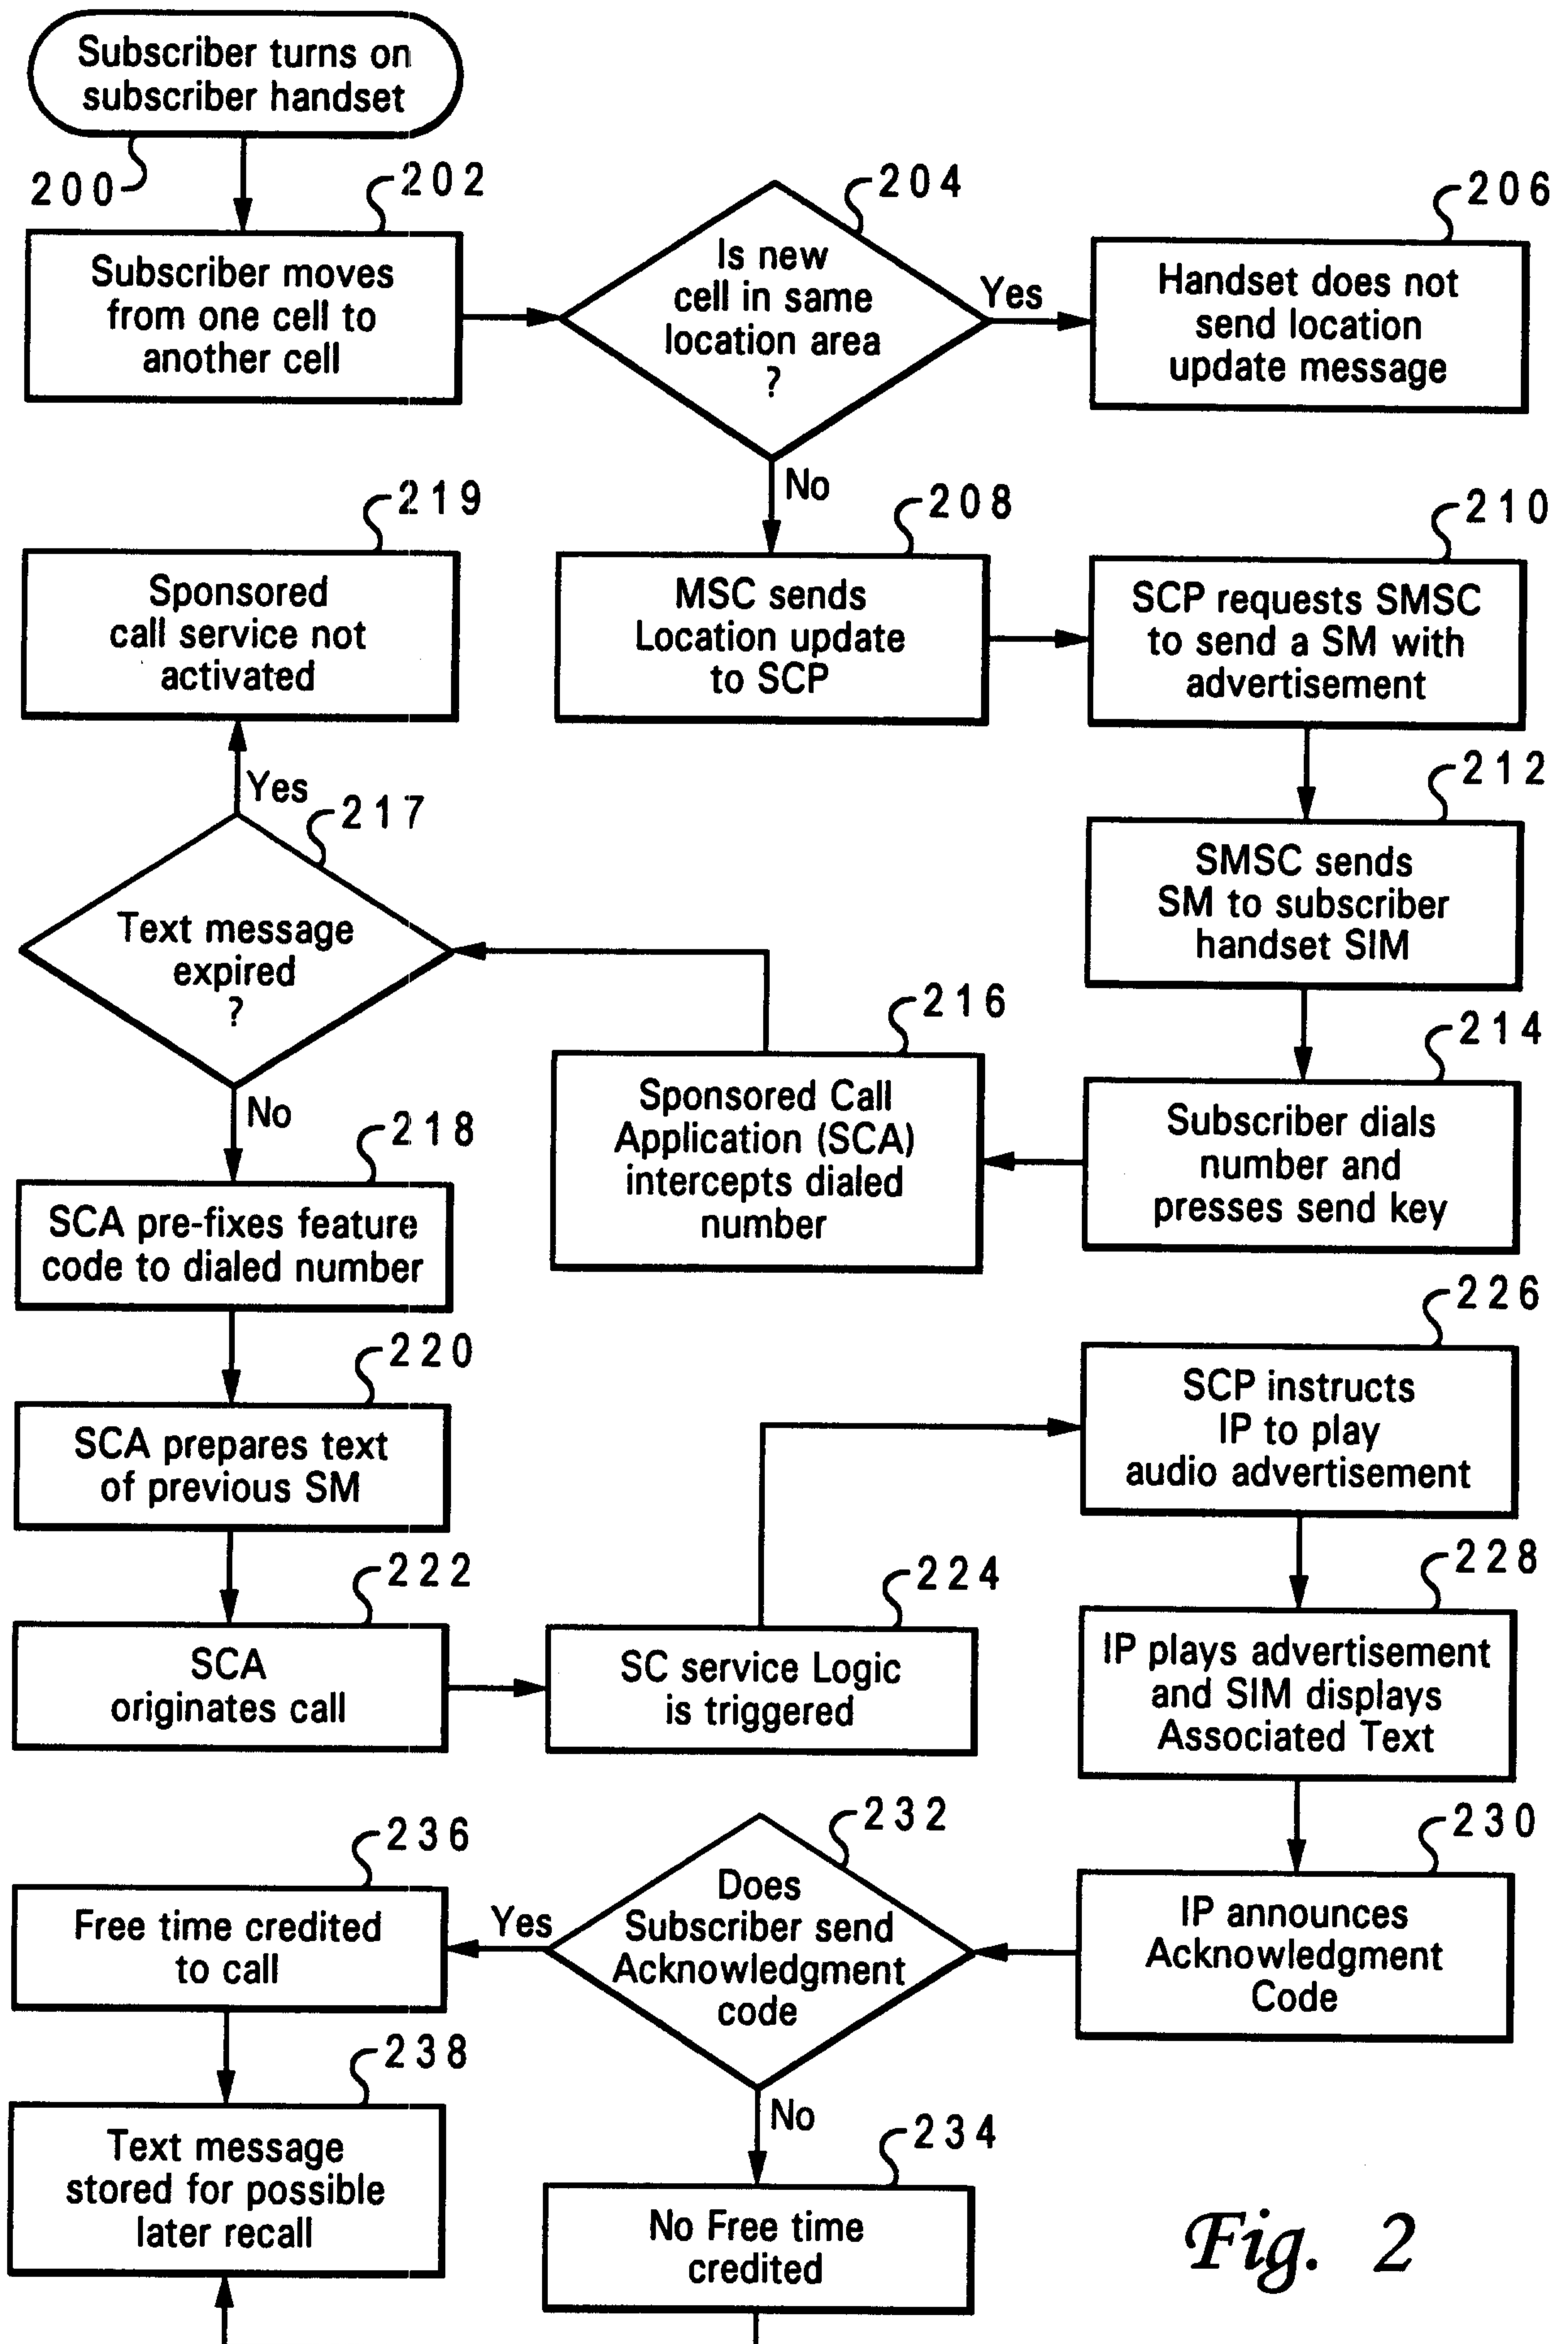 Subscriber turns on
subscriber handset
200
202
Subscriber moves
from one cell to
another cell
204
Is new
cell in same
location area
?
Yes
206
Handset does not
send location
update message
No
208
MSC sends
Location update
to SCP
210
SCP requests SMSC
to send a SM with
advertisement
212
SMSC sends
SM to subscriber
handset SIM
214
Subscriber dials
number and
presses send key
216
Sponsored Call
Application (SCA)
intercepts dialed
number
217
Text message
expired
?
Yes
219
Sponsored
call service not
activated
No
218
SCA pre-fixes feature
code to dialed number
220
SCA prepares text
of previous SM
222
SCA
originates call
224
SC service Logic
is triggered
226
SCP instructs
IP to play
audio advertisement
228
IP plays advertisement
and SIM displays
Associated Text
230
IP announces
Acknowledgment
Code
232
Does
Subscriber send
Acknowledgment
code
Yes
236
Free time credited
to call
238
Text message
stored for possible
later recall
No
234
No Free time
credited
Fig. 2